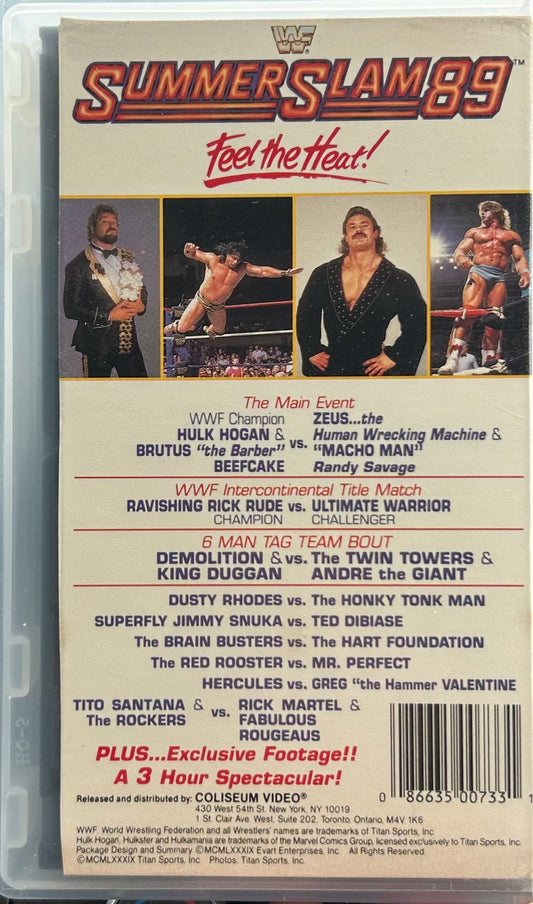 WF
SUMMERSLAM 89™
Feel the Heat!
The Main Event
WWF Champion
HULK HOGAN &
BRUTUS "the Barber"
BEEFCAKE
vs.
ZEUS...the
Human Wrecking Machine &
"MACHO MAN"
Randy Savage
WWF Intercontinental Title Match
RAVISHING RICK RUDE vs. ULTIMATE WARRIOR
CHAMPION CHALLENGER
6 MAN TAG TEAM BOUT
DEMOLITION & vs. The TWIN TOWERS &
KING DUGGAN ANDRE the GIANT
DUSTY RHODES vs. The HONKY TONK MAN
SUPERFLY JIMMY SNUKA vs. TED DIBIASE
The BRAIN BUSTERS vs. The HART FOUNDATION
The RED ROOSTER vs. MR. PERFECT
HERCULES vs. GREG "the Hammer VALENTINE
TITO SANTANA &
The ROCKERS
vs.
RICK MARTEL &
FABULOUS
ROUGEAUS
PLUS...Exclusive Footage!!
A 3 Hour Spectacular!
0 86635 00733 1
Released and distributed by: COLISEUM VIDEO®
430 West 54th St. New York, NY 10019
1 St. Clair Ave. West, Suite 202, Toronto, Ontario, M4V 1K6
WWF, World Wrestling Federation and all Wrestlers' names are trademarks of Titan Sports, Inc.
Hulk Hogan, Hulkster and Hulkamania are trademarks of the Marvel Comics Group, licensed exclusively to Titan Sports, Inc.
Package Design and Summary ©MCMLXXXIX Evart Enterprises, Inc. All Rights Reserved.
©MCMLXXXIX Titan Sports, Inc. Photos: Titan Sports, Inc.